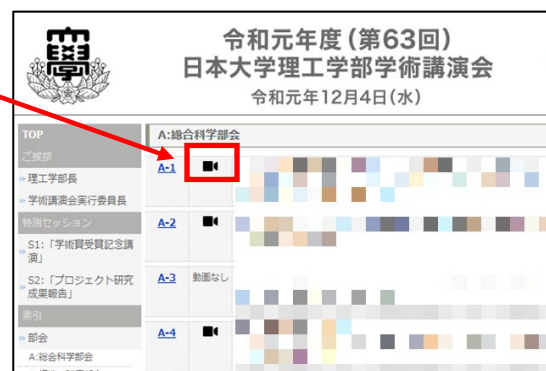 令和元年度(第63回)
日本大学理工学部学術講演会
令和元年12月4日(水)
TOP
ご挨拶
» 理工学部長
» 学術講演会実行委員長
特別セッション
» S1:「学術賞受賞記念講
演」
» S2:「プロジェクト研究
成果報告」
索引
» 部会
A:総合科学部会
A:総合科学部会
A-1
A-2
A-3 動画なし
A-4